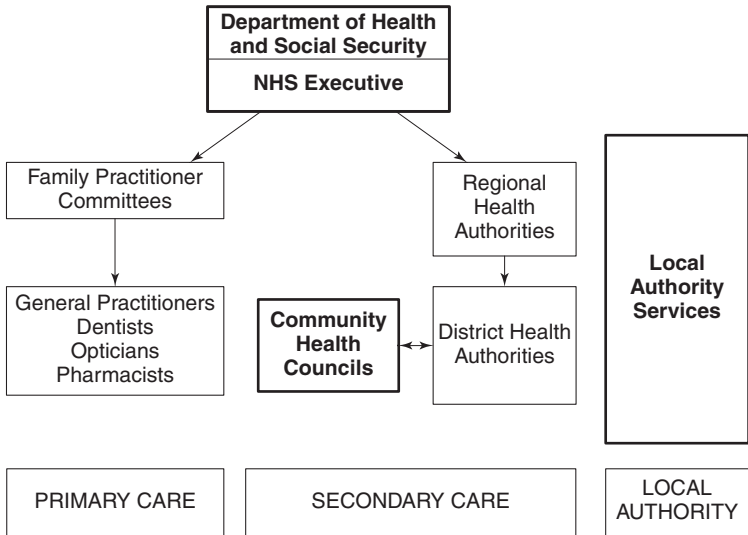 Department of Health
and Social Security
NHS Executive
Family Practitioner
Committees
Regional
Health
Authorities
General Practitioners
Dentists
Opticians
Pharmacists
Community
Health
Councils
District Health
Authorities
Local
Authority
Services
PRIMARY CARE
SECONDARY CARE
LOCAL
AUTHORITY